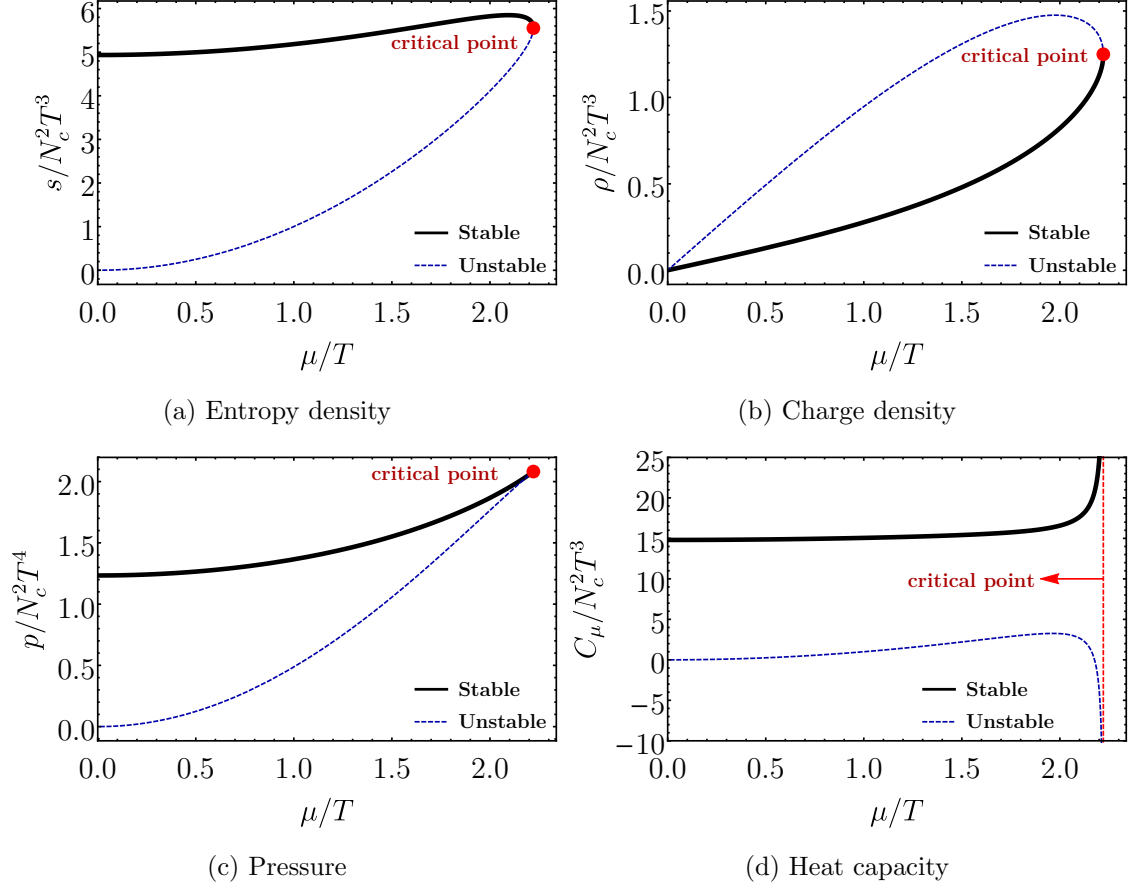 6
5
4
3
2
1
0
s/N_c^2T^3
critical point
Stable
Unstable
0.0 0.5 1.0 1.5 2.0
μ/T
(a) Entropy density
1.5
1.0
0.5
0.0
ρ/N_c^2T^3
critical point
Stable
Unstable
0.0 0.5 1.0 1.5 2.0
μ/T
(b) Charge density
2.0
1.5
1.0
0.5
0.0
p/N_c^2T^4
critical point
Stable
Unstable
0.0 0.5 1.0 1.5 2.0
μ/T
(c) Pressure
25
20
15
10
5
0
−5
−10
C_μ/N_c^2T^3
critical point
Stable
Unstable
0.0 0.5 1.0 1.5 2.0
μ/T
(d) Heat capacity